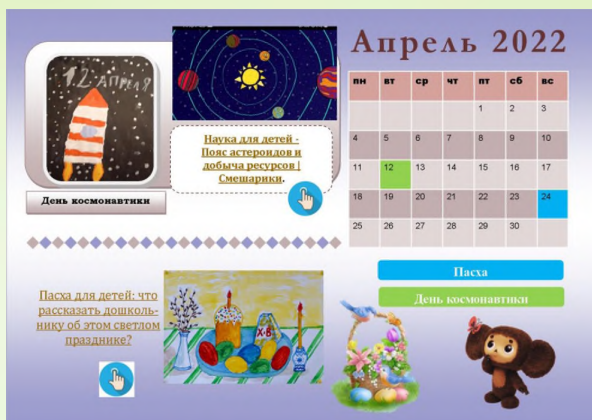 Апрель 2022
12 АПРЕЛЯ
День космонавтики
Наука для детей -
Пояс астероидов и
добыча ресурсов |
Смешарики.
пн вт ср чт пт сб вс
1 2 3
4 5 6 7 8 9 10
11 12 13 14 15 16 17
18 19 20 21 22 23 24
25 26 27 28 29 30
Пасха
День космонавтики
Пасха для детей: что
рассказать дошколь-
нику об этом светлом
празднике?
Х В